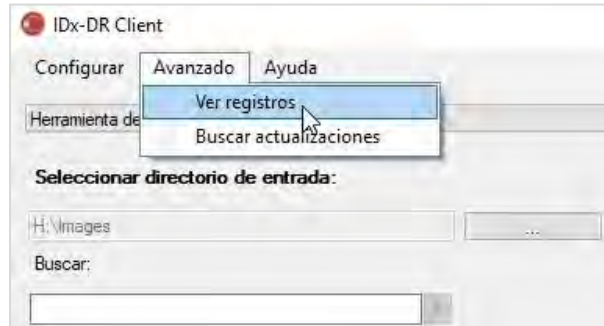 IDx-DR Client
Configurar Avanzado Ayuda
Ver registros
Herramienta de
Buscar actualizaciones
Seleccionar directorio de entrada:
H:\Images ...
Buscar: